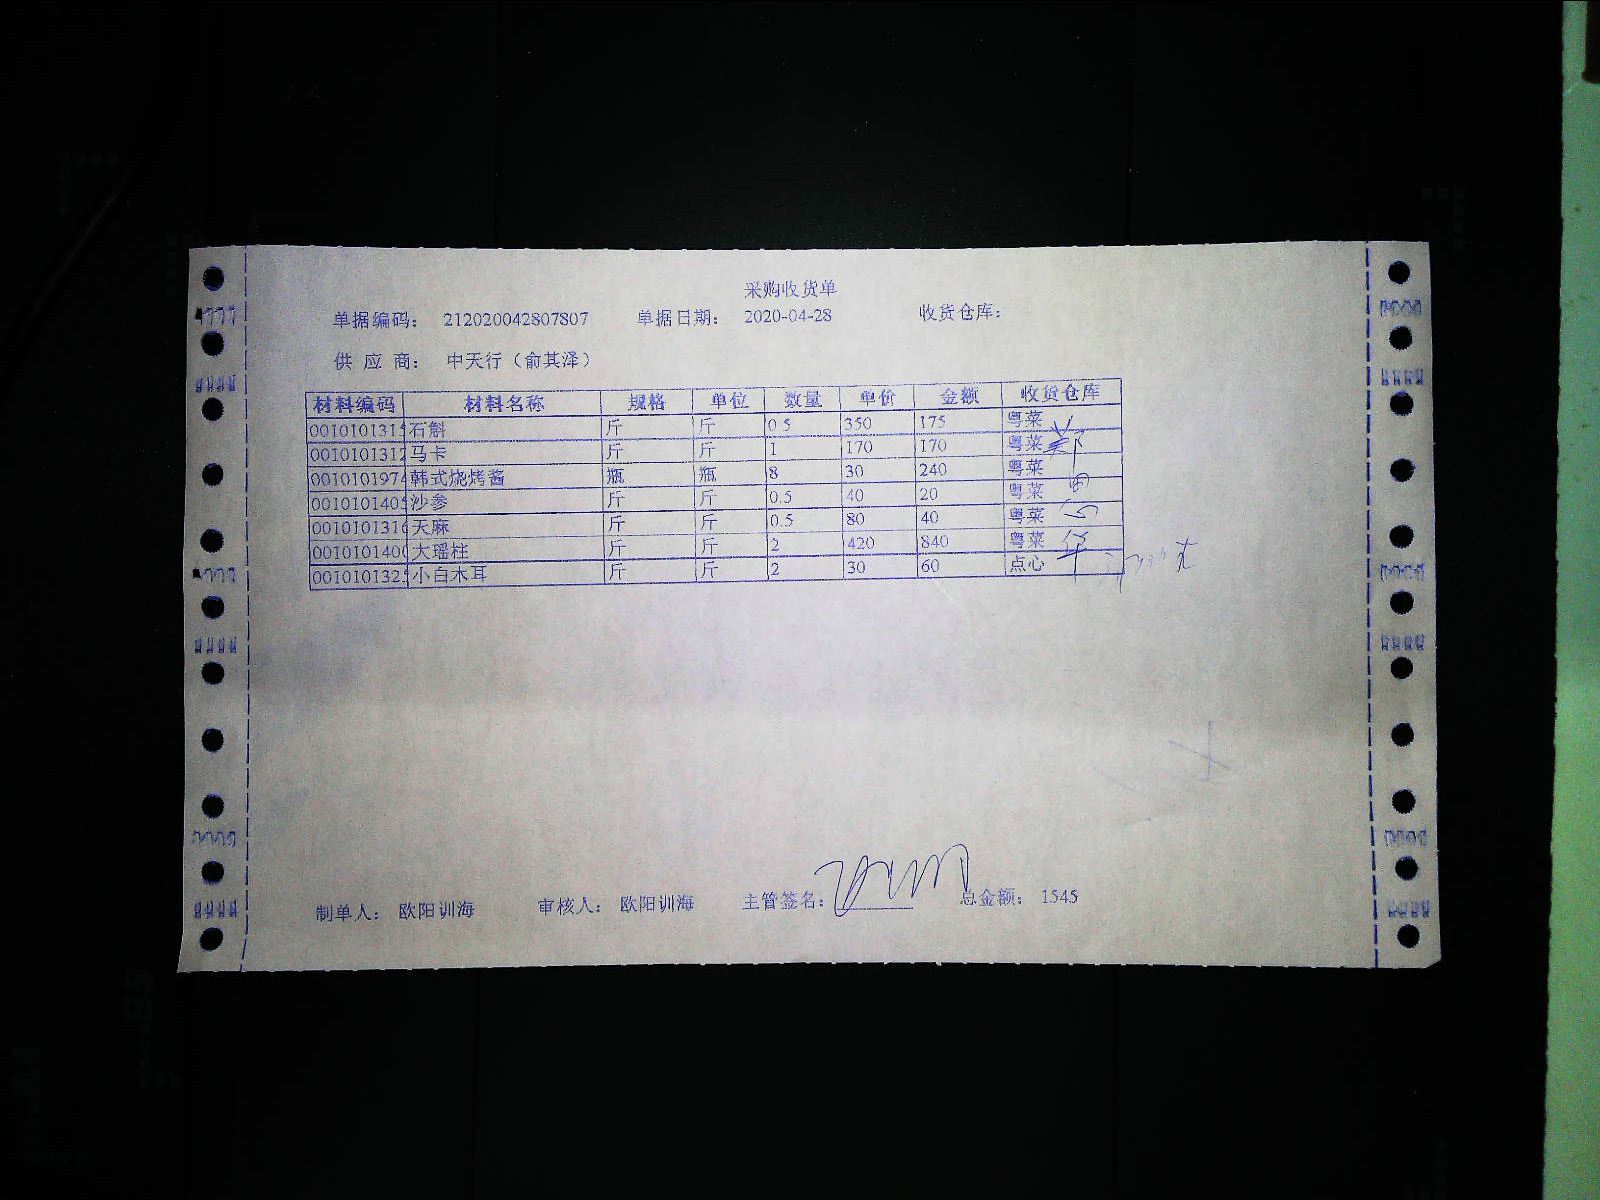 采购收货单
单据编码： 212020042807807 单据日期： 2020-04-28 收货仓库：
供 应 商： 中天行（俞其泽）
材料编码 材料名称 规格 单位 数量 单价 金额 收货仓库
0010101315 石斛 斤 斤 0.5 350 175 粤菜
0010101312 马卡 斤 斤 1 170 170 粤菜
0010101974 韩式烧烤酱 瓶 瓶 8 30 240 粤菜
0010101405 沙参 斤 斤 0.5 40 20 粤菜
0010101316 天麻 斤 斤 0.5 80 40 粤菜
0010101400 大瑶柱 斤 斤 2 420 840 粤菜
001010132 小白木耳 斤 斤 2 30 60 点心
制单人： 欧阳训海 审核人： 欧阳训海 主管签名： 总金额： 1545